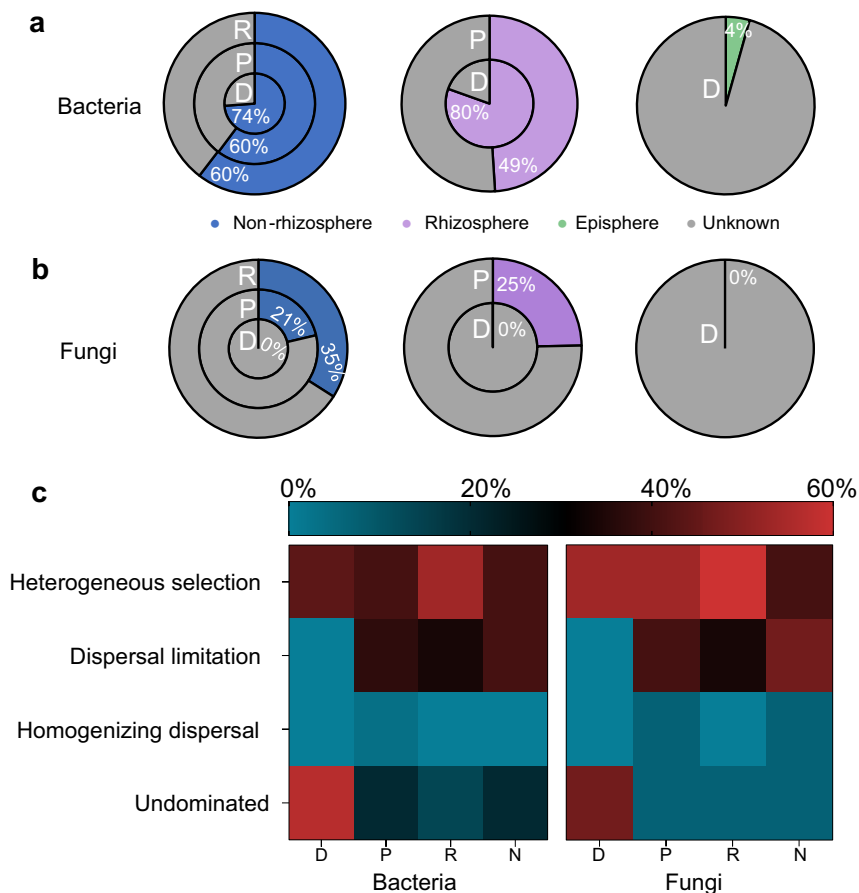 a
R
P
D
74%
60%
60%
P
D
80%
49%
4%
D
Bacteria
Non-rhizosphere Rhizosphere Episphere Unknown
b
R
P
D
0%
21%
35%
P
25%
D
0%
0%
D
Fungi
c
0% 20% 40% 60%
Heterogeneous selection
Dispersal limitation
Homogenizing dispersal
Undominated
D P R N D P R N
Bacteria Fungi